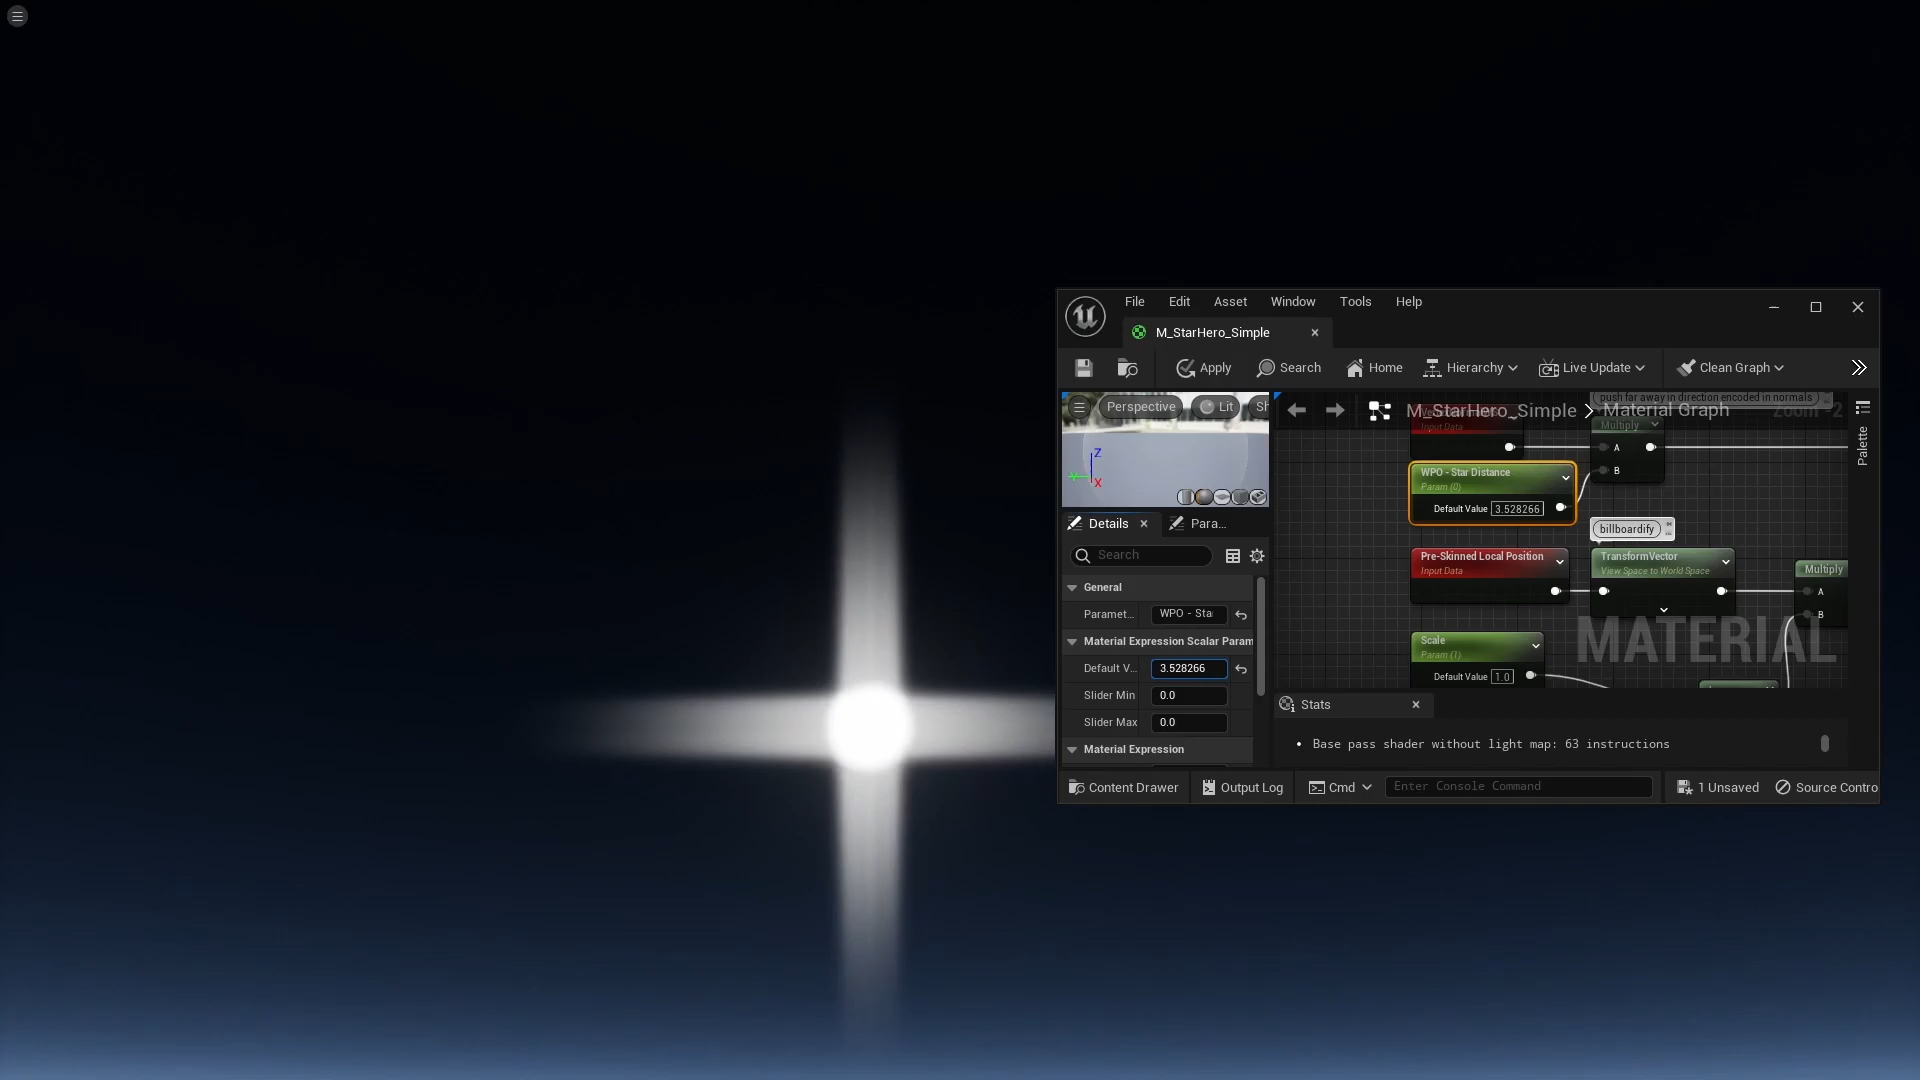 File Edit Asset Window Tools Help
M_StarHero_Simple
Apply Search Home Hierarchy Live Update Clean Graph
Perspective Lit Sh
M_StarHero_Simple > Material Graph
push far away in direction encoded in normals
Input Data
Multiply
A
B
WPO - Star Distance
Param (0)
Default Value 3.528266
billboardify
Pre-Skinned Local Position
Input Data
TransformVector
View Space to World Space
Multiply
A
B
Scale
Param (1)
Default Value 1.0
MATERIAL
Palette
Z
X
Details Para...
Search
General
Paramet... WPO - Sta
Material Expression Scalar Param
Default V... 3.528266
Slider Min 0.0
Slider Max 0.0
Material Expression
Stats
• Base pass shader without light map: 63 instructions
Content Drawer Output Log Cmd Enter Console Command 1 Unsaved Source Contro